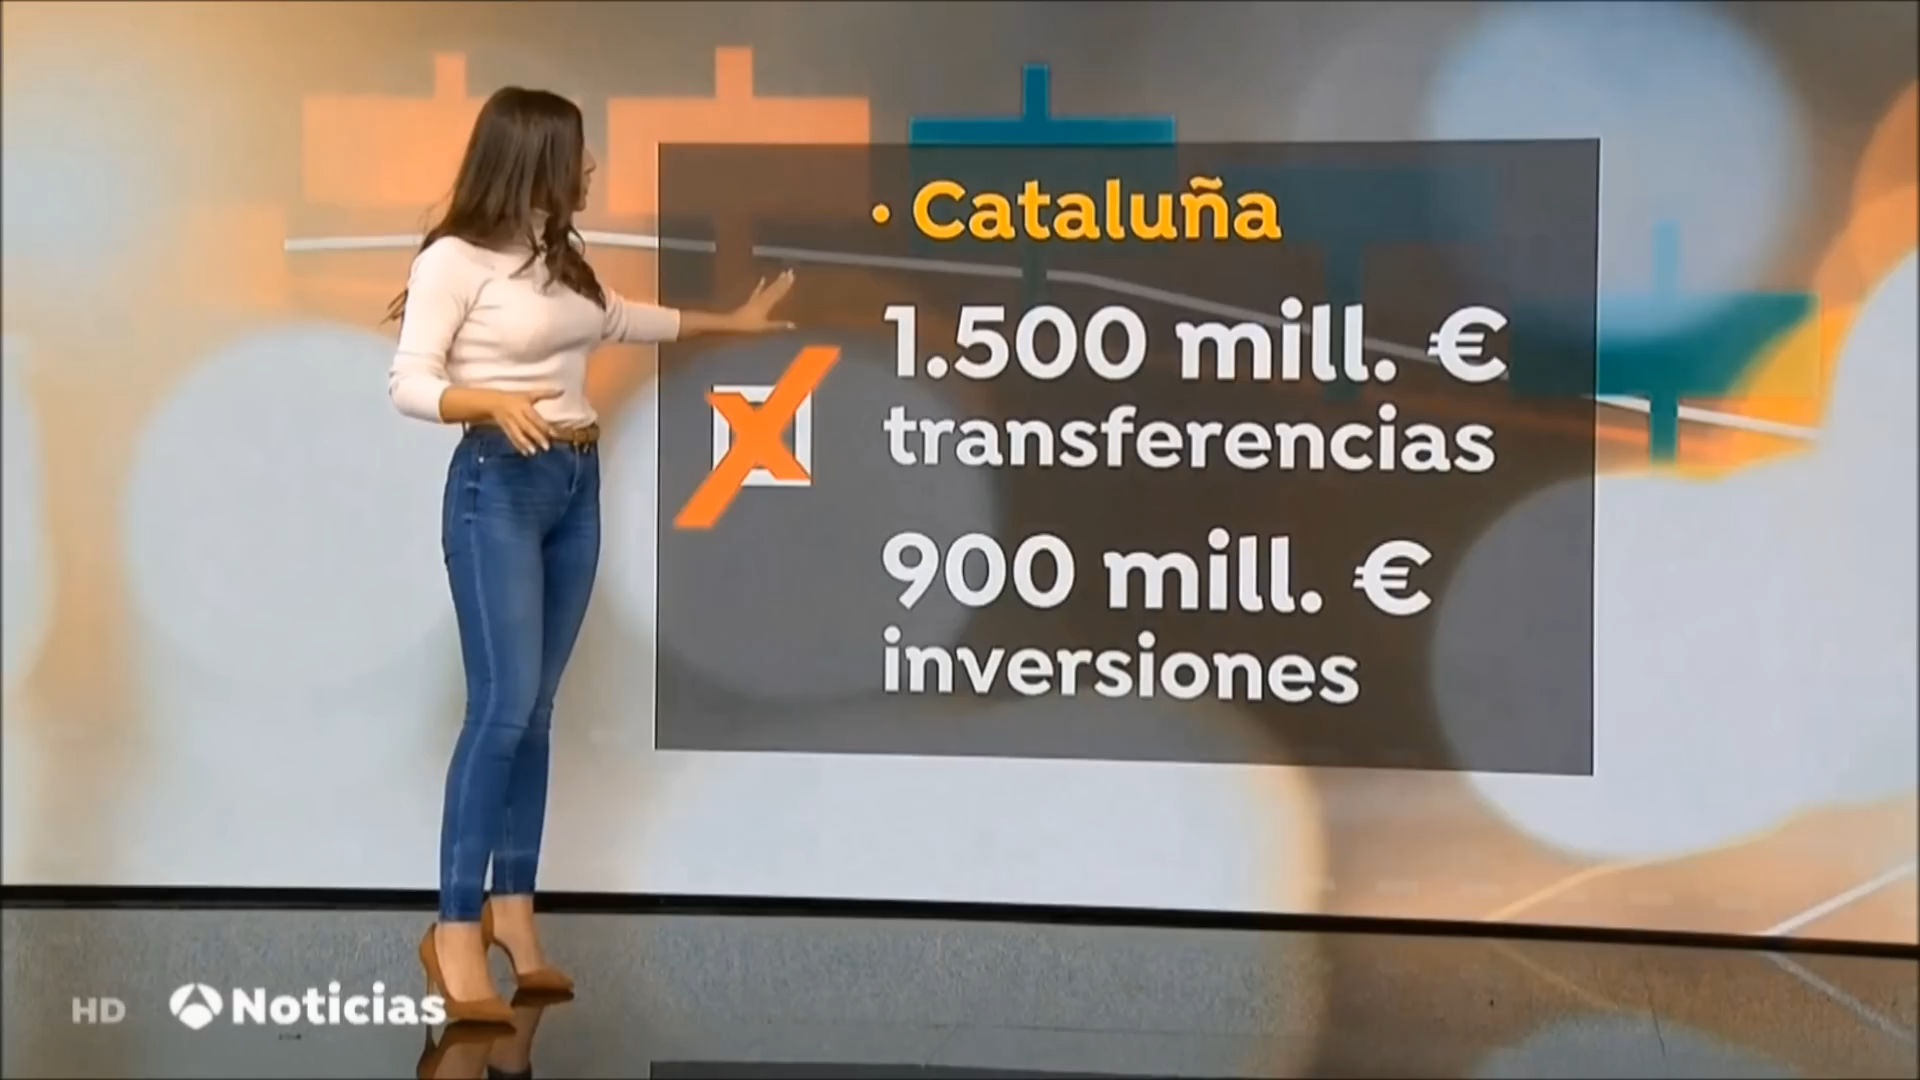 · Cataluña
1.500 mill. €
transferencias
900 mill. €
inversiones
HD
Noticias